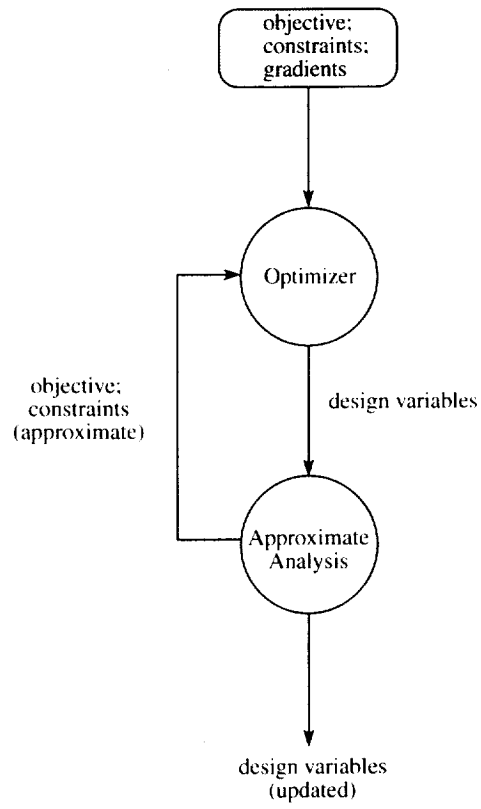 objective;
constraints;
gradients
Optimizer
objective;
constraints
(approximate)
design variables
Approximate
Analysis
design variables
(updated)